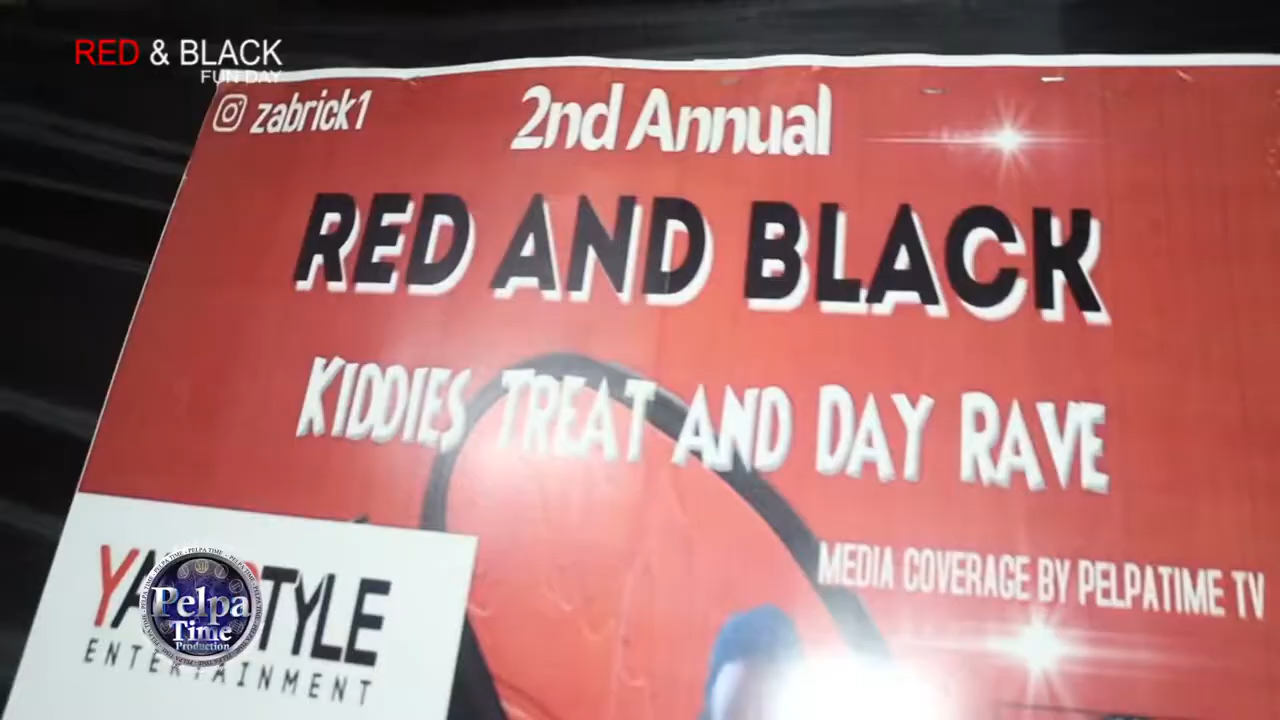 RED & BLACK
FUN DAY
zabrick1
2nd Annual
RED AND BLACK
KIDDIES TREAT AND DAY RAVE
MEDIA COVERAGE BY PELPATIME TV
Pelpa
Time
Production
ENTERTAINMENT